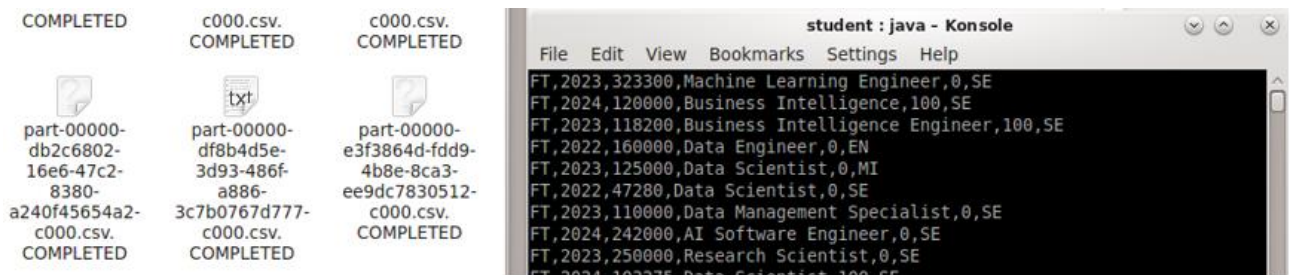 COMPLETED
c000.csv.
COMPLETED
c000.csv.
COMPLETED
part-00000-
db2c6802-
16e6-47c2-
8380-
a240f45654a2-
c000.csv.
COMPLETED
txt
part-00000-
df8b4d5e-
3d93-486f-
a886-
3c7b0767d777-
c000.csv.
COMPLETED
part-00000-
e3f3864d-fdd9-
4b8e-8ca3-
ee9dc7830512-
c000.csv.
COMPLETED
student : java – Konsole
File Edit View Bookmarks Settings Help
FT,2023,323300,Machine Learning Engineer,0,SE
FT,2024,120000,Business Intelligence,100,SE
FT,2023,118200,Business Intelligence Engineer,100,SE
FT,2022,160000,Data Engineer,0,EN
FT,2023,125000,Data Scientist,0,MI
FT,2022,47280,Data Scientist,0,SE
FT,2023,110000,Data Management Specialist,0,SE
FT,2024,242000,AI Software Engineer,0,SE
FT,2023,250000,Research Scientist,0,SE